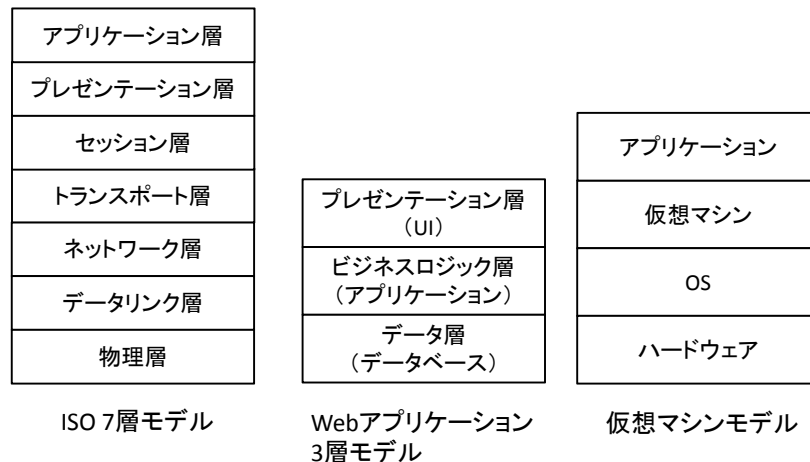 アプリケーション層
プレゼンテーション層
セッション層
トランスポート層
ネットワーク層
データリンク層
物理層
ISO 7層モデル
プレゼンテーション層
（UI）
ビジネスロジック層
（アプリケーション）
データ層
（データベース）
Webアプリケーション
3層モデル
アプリケーション
仮想マシン
OS
ハードウェア
仮想マシンモデル